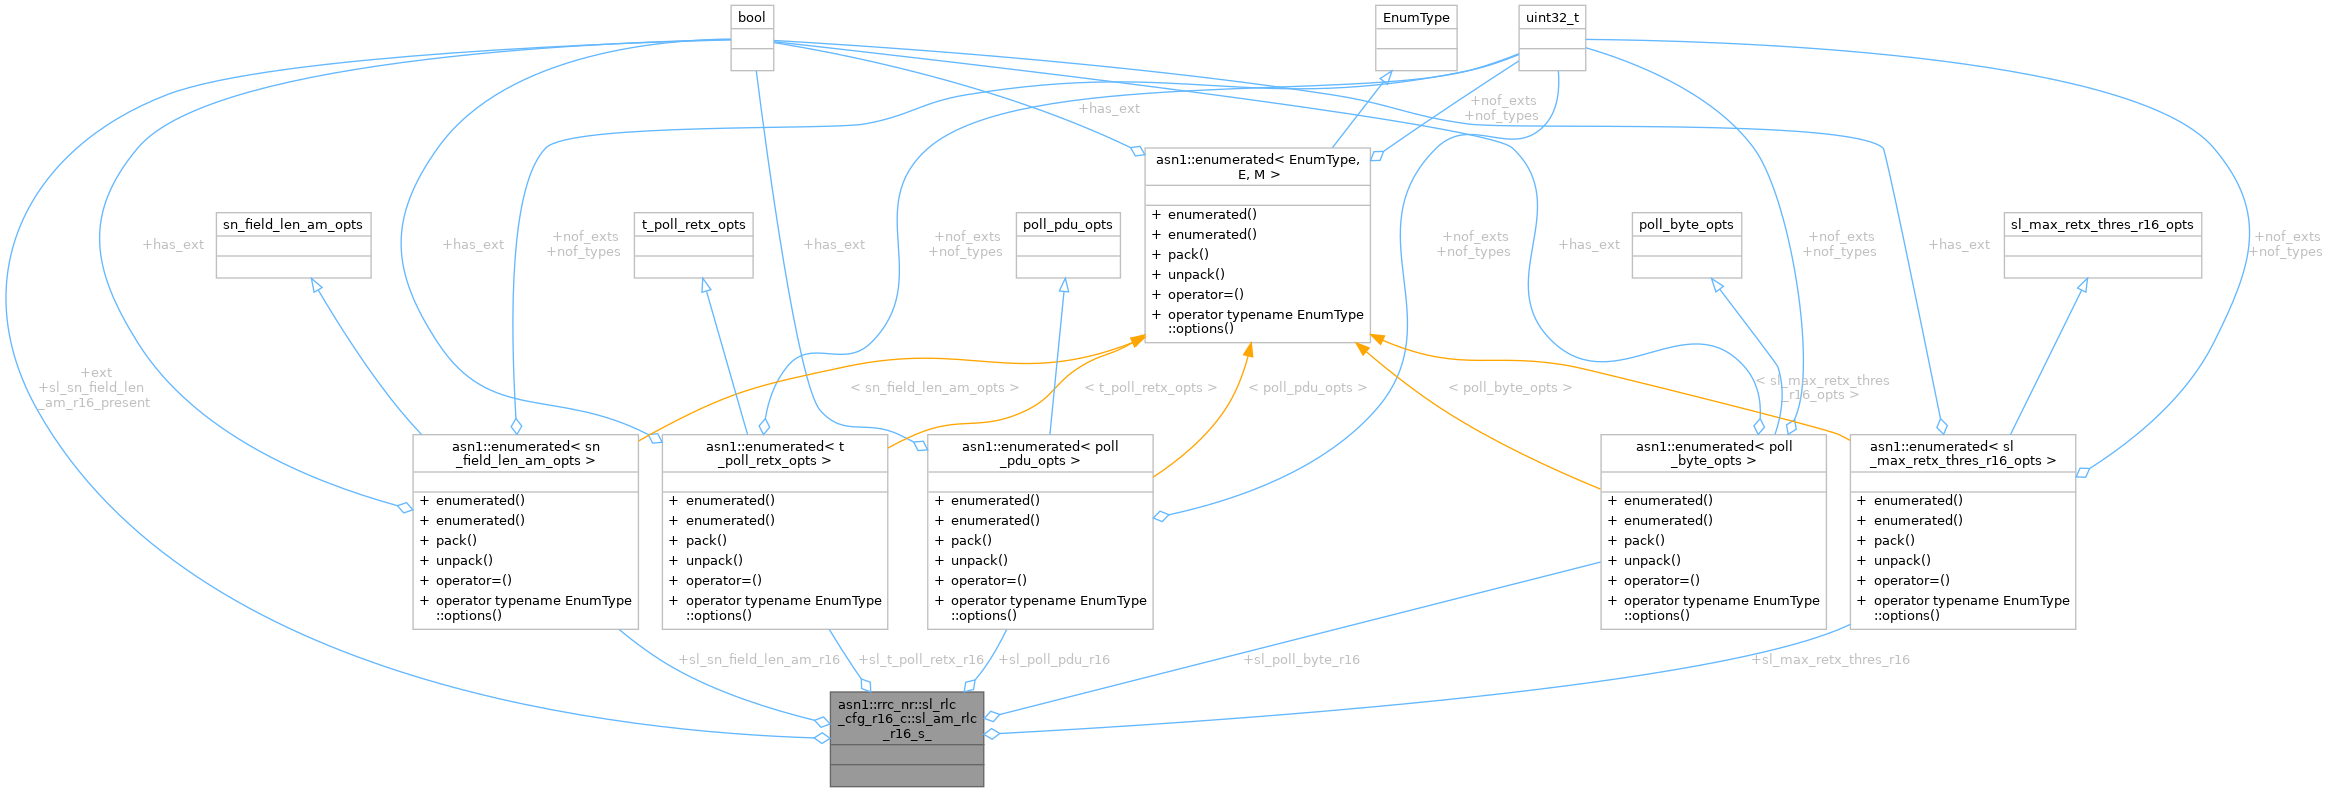 bool
EnumType
uint32_t
+has_ext
+nof_exts
+nof_types
asn1::enumerated< EnumType,
E, M >
+ enumerated()
+ enumerated()
+ pack()
+ unpack()
+ operator=()
+ operator typename EnumType
::options()
+has_ext
sn_field_len_am_opts
+has_ext
+nof_exts
+nof_types
t_poll_retx_opts
+has_ext
+nof_exts
+nof_types
poll_pdu_opts
+nof_exts
+nof_types
+has_ext
poll_byte_opts
+nof_exts
+nof_types
+has_ext
sl_max_retx_thres_r16_opts
+nof_exts
+nof_types
+ext
+sl_sn_field_len
_am_r16_present
< sn_field_len_am_opts >
< t_poll_retx_opts >
< poll_pdu_opts >
< poll_byte_opts >
< sl_max_retx_thres
_r16_opts >
asn1::enumerated< sn
_field_len_am_opts >
+ enumerated()
+ enumerated()
+ pack()
+ unpack()
+ operator=()
+ operator typename EnumType
::options()
asn1::enumerated< t
_poll_retx_opts >
+ enumerated()
+ enumerated()
+ pack()
+ unpack()
+ operator=()
+ operator typename EnumType
::options()
asn1::enumerated< poll
_pdu_opts >
+ enumerated()
+ enumerated()
+ pack()
+ unpack()
+ operator=()
+ operator typename EnumType
::options()
asn1::enumerated< poll
_byte_opts >
+ enumerated()
+ enumerated()
+ pack()
+ unpack()
+ operator=()
+ operator typename EnumType
::options()
asn1::enumerated< sl
_max_retx_thres_r16_opts >
+ enumerated()
+ enumerated()
+ pack()
+ unpack()
+ operator=()
+ operator typename EnumType
::options()
+sl_sn_field_len_am_r16
+sl_t_poll_retx_r16
+sl_poll_pdu_r16
+sl_poll_byte_r16
+sl_max_retx_thres_r16
asn1::rrc_nr::sl_rlc
_cfg_r16_c::sl_am_rlc
_r16_s_